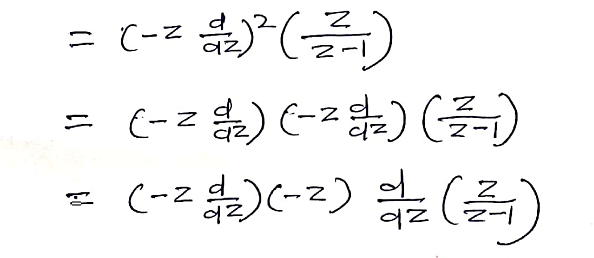 = (-z d/dz)² (z/z-1)
= (-z d/dz) (-z d/dz) (z/z-1)
= (-z d/dz)(-z) d/dz (z/z-1)